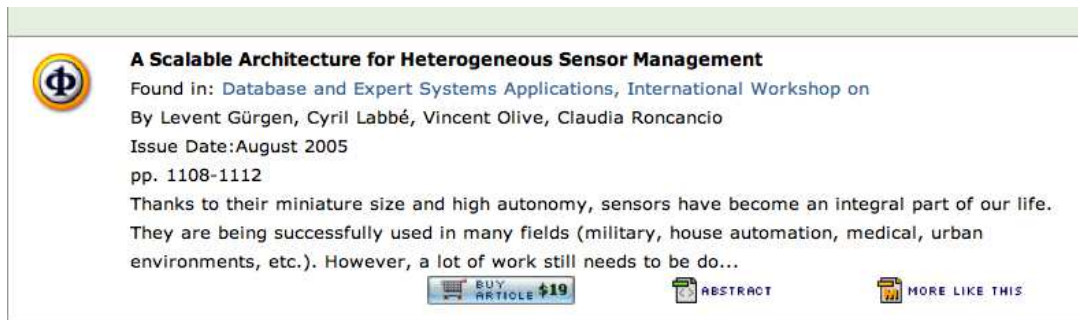 A Scalable Architecture for Heterogeneous Sensor Management
Found in: Database and Expert Systems Applications, International Workshop on
By Levent Gürgen, Cyril Labbé, Vincent Olive, Claudia Roncancio
Issue Date:August 2005
pp. 1108-1112
Thanks to their miniature size and high autonomy, sensors have become an integral part of our life.
They are being successfully used in many fields (military, house automation, medical, urban
environments, etc.). However, a lot of work still needs to be do...
BUY ARTICLE $19 ABSTRACT MORE LIKE THIS